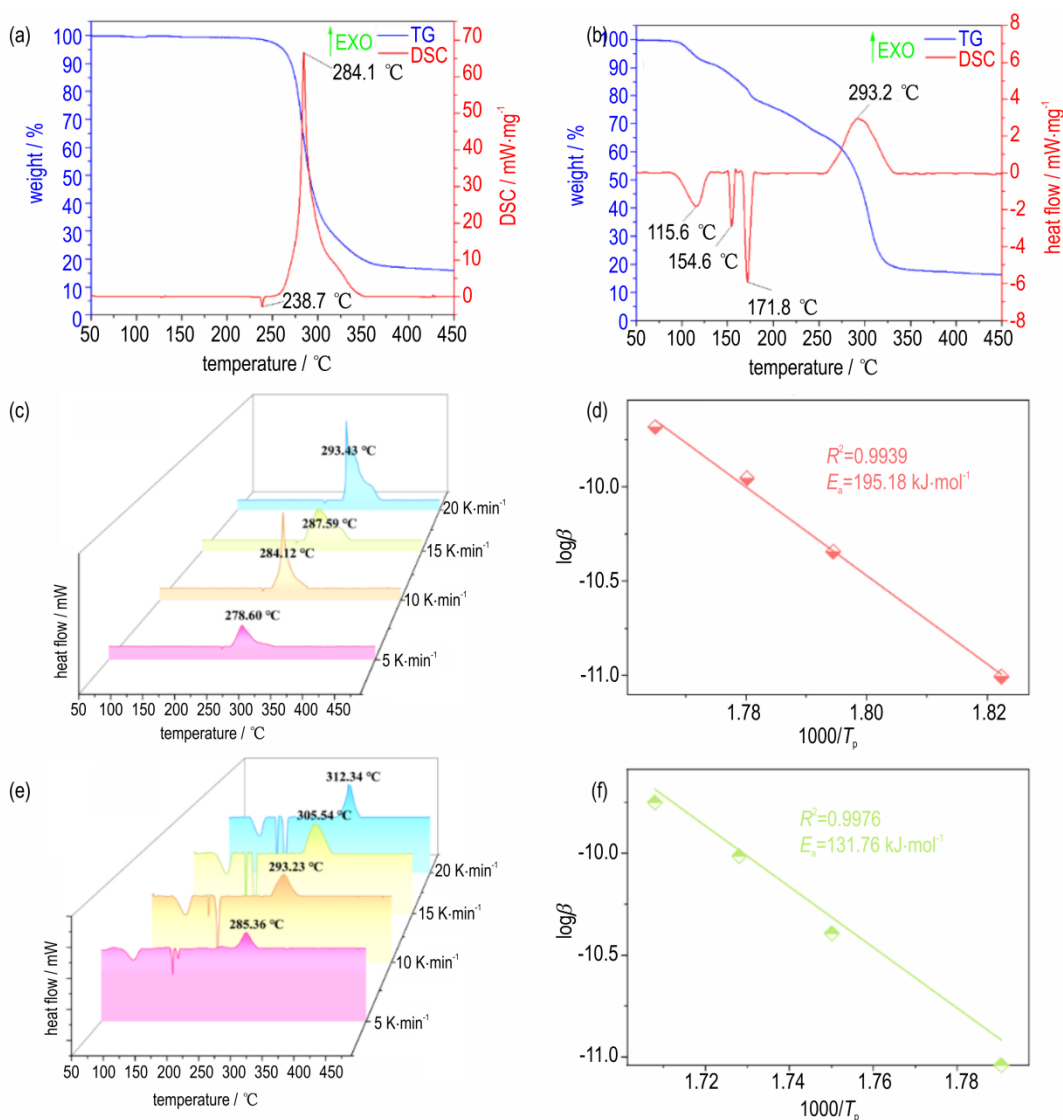 (a)
EXO
TG
DSC
284.1 ℃
238.7 ℃
100
90
80
70
60
50
40
30
20
10
0
weight / %
70
60
50
40
30
20
10
0
DSC / mW·mg⁻¹
50 100 150 200 250 300 350 400 450
temperature / ℃
(b)
EXO
TG
DSC
293.2 ℃
115.6 ℃
154.6 ℃
171.8 ℃
100
90
80
70
60
50
40
30
20
10
0
weight / %
8
6
4
2
0
-2
-4
-6
-8
heat flow / mW·mg⁻¹
50 100 150 200 250 300 350 400 450
temperature / ℃
(c)
293.43 ℃
287.59 ℃
284.12 ℃
278.60 ℃
20 K·min⁻¹
15 K·min⁻¹
10 K·min⁻¹
5 K·min⁻¹
heat flow / mW
50 100 150 200 250 300 350 400 450
temperature / ℃
(d)
R²=0.9939
Eₐ=195.18 kJ·mol⁻¹
-10.0
-10.5
-11.0
logβ
1.78 1.80 1.82
1000/Tₚ
(e)
312.34 ℃
305.54 ℃
293.23 ℃
285.36 ℃
20 K·min⁻¹
15 K·min⁻¹
10 K·min⁻¹
5 K·min⁻¹
heat flow / mW
50 100 150 200 250 300 350 400 450
temperature / ℃
(f)
R²=0.9976
Eₐ=131.76 kJ·mol⁻¹
-10.0
-10.5
-11.0
logβ
1.72 1.74 1.76 1.78
1000/Tₚ